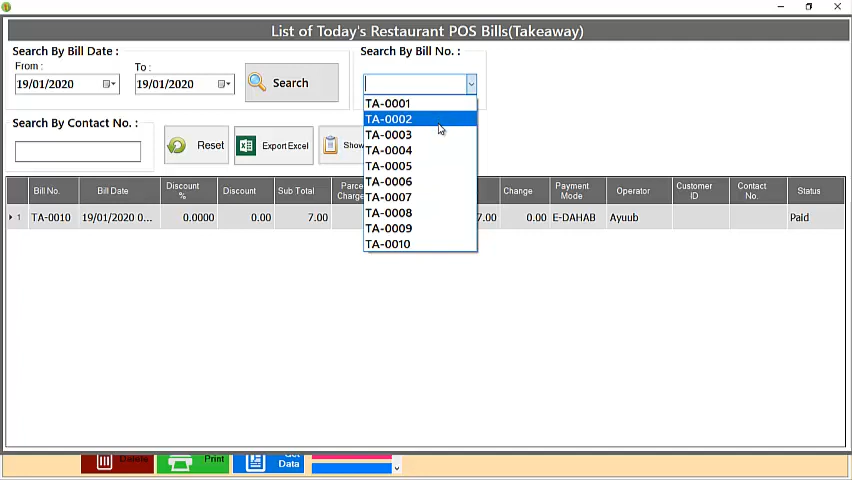 List of Today's Restaurant POS Bills(Takeaway)
Search By Bill Date :
Search By Bill No. :
From :
To :
19/01/2020
19/01/2020
Search
TA-0001
TA-0002
TA-0003
TA-0004
TA-0005
TA-0006
TA-0007
TA-0008
TA-0009
TA-0010
Search By Contact No. :
Reset
Export Excel
Show
Bill No. Bill Date Discount % Discount Sub Total Change Payment Mode Operator Customer ID Contact No. Status
1 TA-0010 19/01/2020 0... 0.0000 0.00 7.00 7.00 0.00 E-DAHAB Ayuub Paid
Delete
Print
Get Data